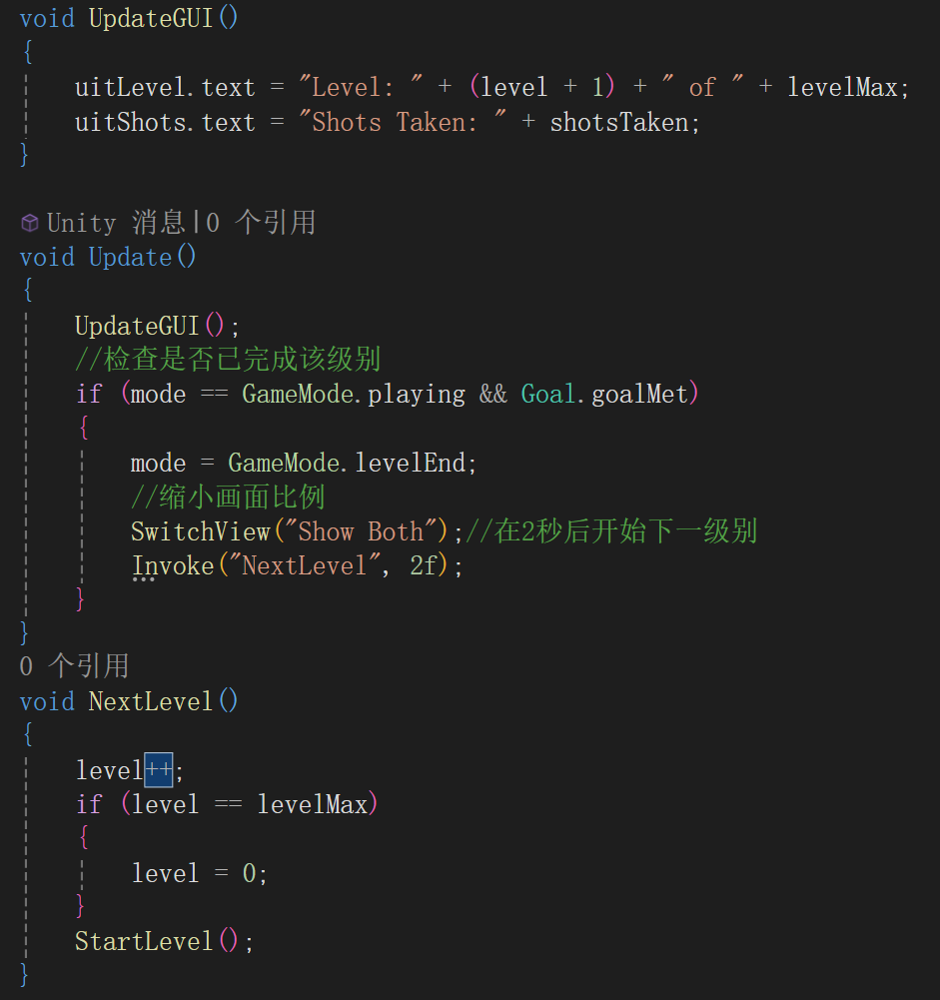 void UpdateGUI()
{
uitLevel.text = "Level: " + (level + 1) + " of " + levelMax;
uitShots.text = "Shots Taken: " + shotsTaken;
}
Unity 消息|0 个引用
void Update()
{
UpdateGUI();
//检查是否已完成该级别
if (mode == GameMode.playing && Goal.goalMet)
{
mode = GameMode.levelEnd;
//缩小画面比例
SwitchView("Show Both");//在2秒后开始下一级别
Invoke("NextLevel", 2f);
}
}
0 个引用
void NextLevel()
{
level++;
if (level == levelMax)
{
level = 0;
}
StartLevel();
}